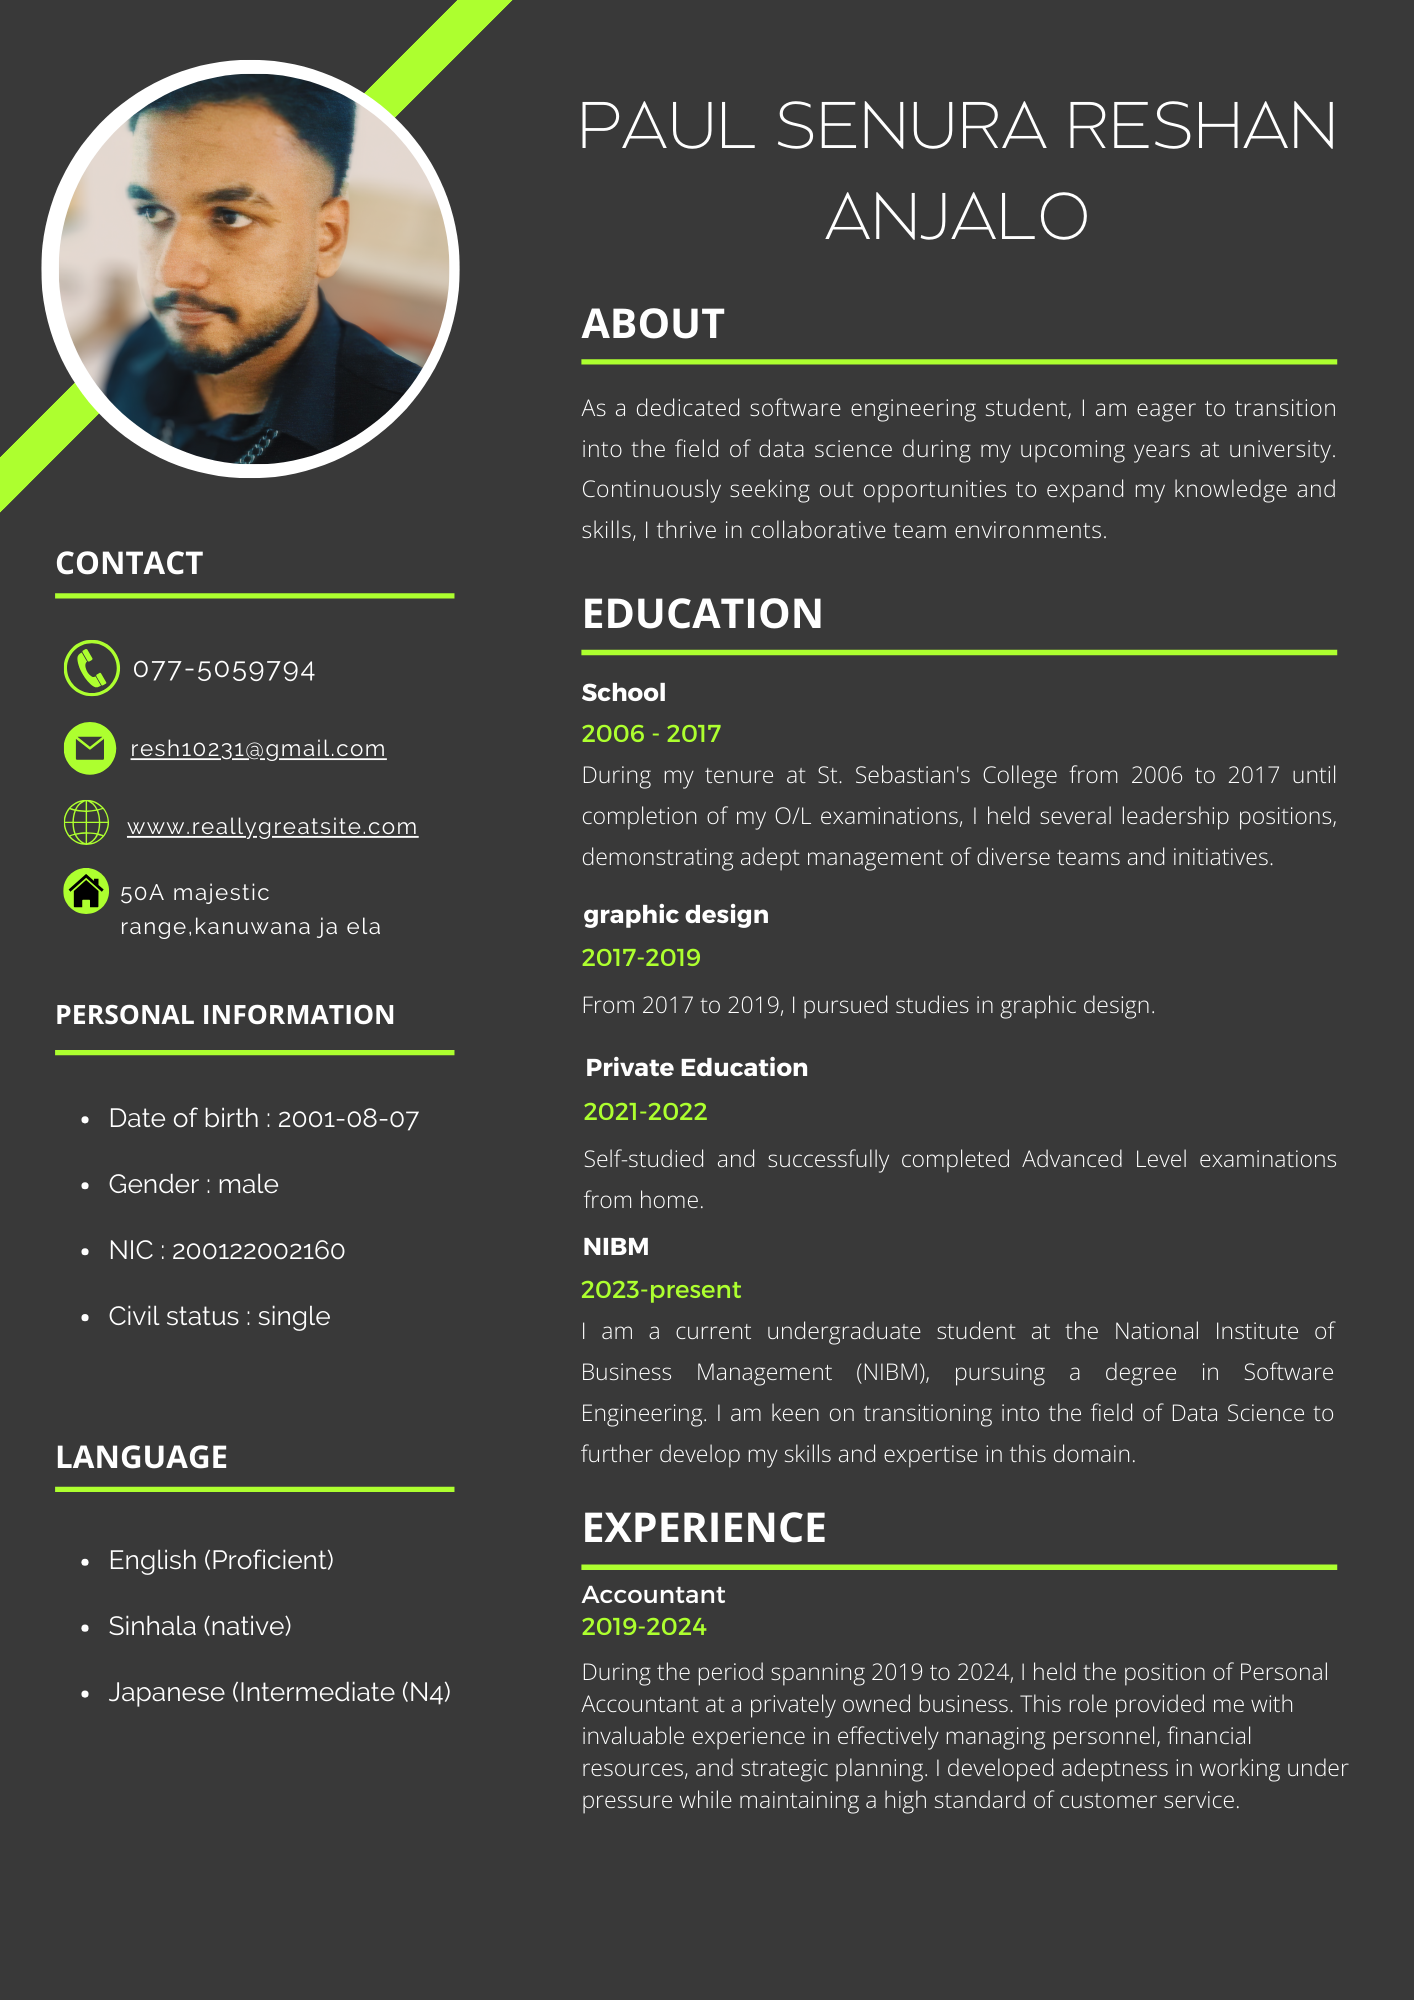 PAUL SENURA RESHAN
ANJALO
CONTACT
077-5059794
resh10231@gmail.com
www.reallygreatsite.com
50A majestic
range,kanuwana ja ela
PERSONAL INFORMATION
• Date of birth : 2001-08-07
• Gender : male
• NIC : 200122002160
• Civil status : single
LANGUAGE
• English (Proficient)
• Sinhala (native)
• Japanese (Intermediate (N4)
ABOUT
As a dedicated software engineering student, I am eager to transition
into the field of data science during my upcoming years at university.
Continuously seeking out opportunities to expand my knowledge and
skills, I thrive in collaborative team environments.
EDUCATION
School
2006 - 2017
During my tenure at St. Sebastian's College from 2006 to 2017 until
completion of my O/L examinations, I held several leadership positions,
demonstrating adept management of diverse teams and initiatives.
graphic design
2017-2019
From 2017 to 2019, I pursued studies in graphic design.
Private Education
2021-2022
Self-studied and successfully completed Advanced Level examinations
from home.
NIBM
2023-present
I am a current undergraduate student at the National Institute of
Business Management (NIBM), pursuing a degree in Software
Engineering. I am keen on transitioning into the field of Data Science to
further develop my skills and expertise in this domain.
EXPERIENCE
Accountant
2019-2024
During the period spanning 2019 to 2024, I held the position of Personal
Accountant at a privately owned business. This role provided me with
invaluable experience in effectively managing personnel, financial
resources, and strategic planning. I developed adeptness in working under
pressure while maintaining a high standard of customer service.